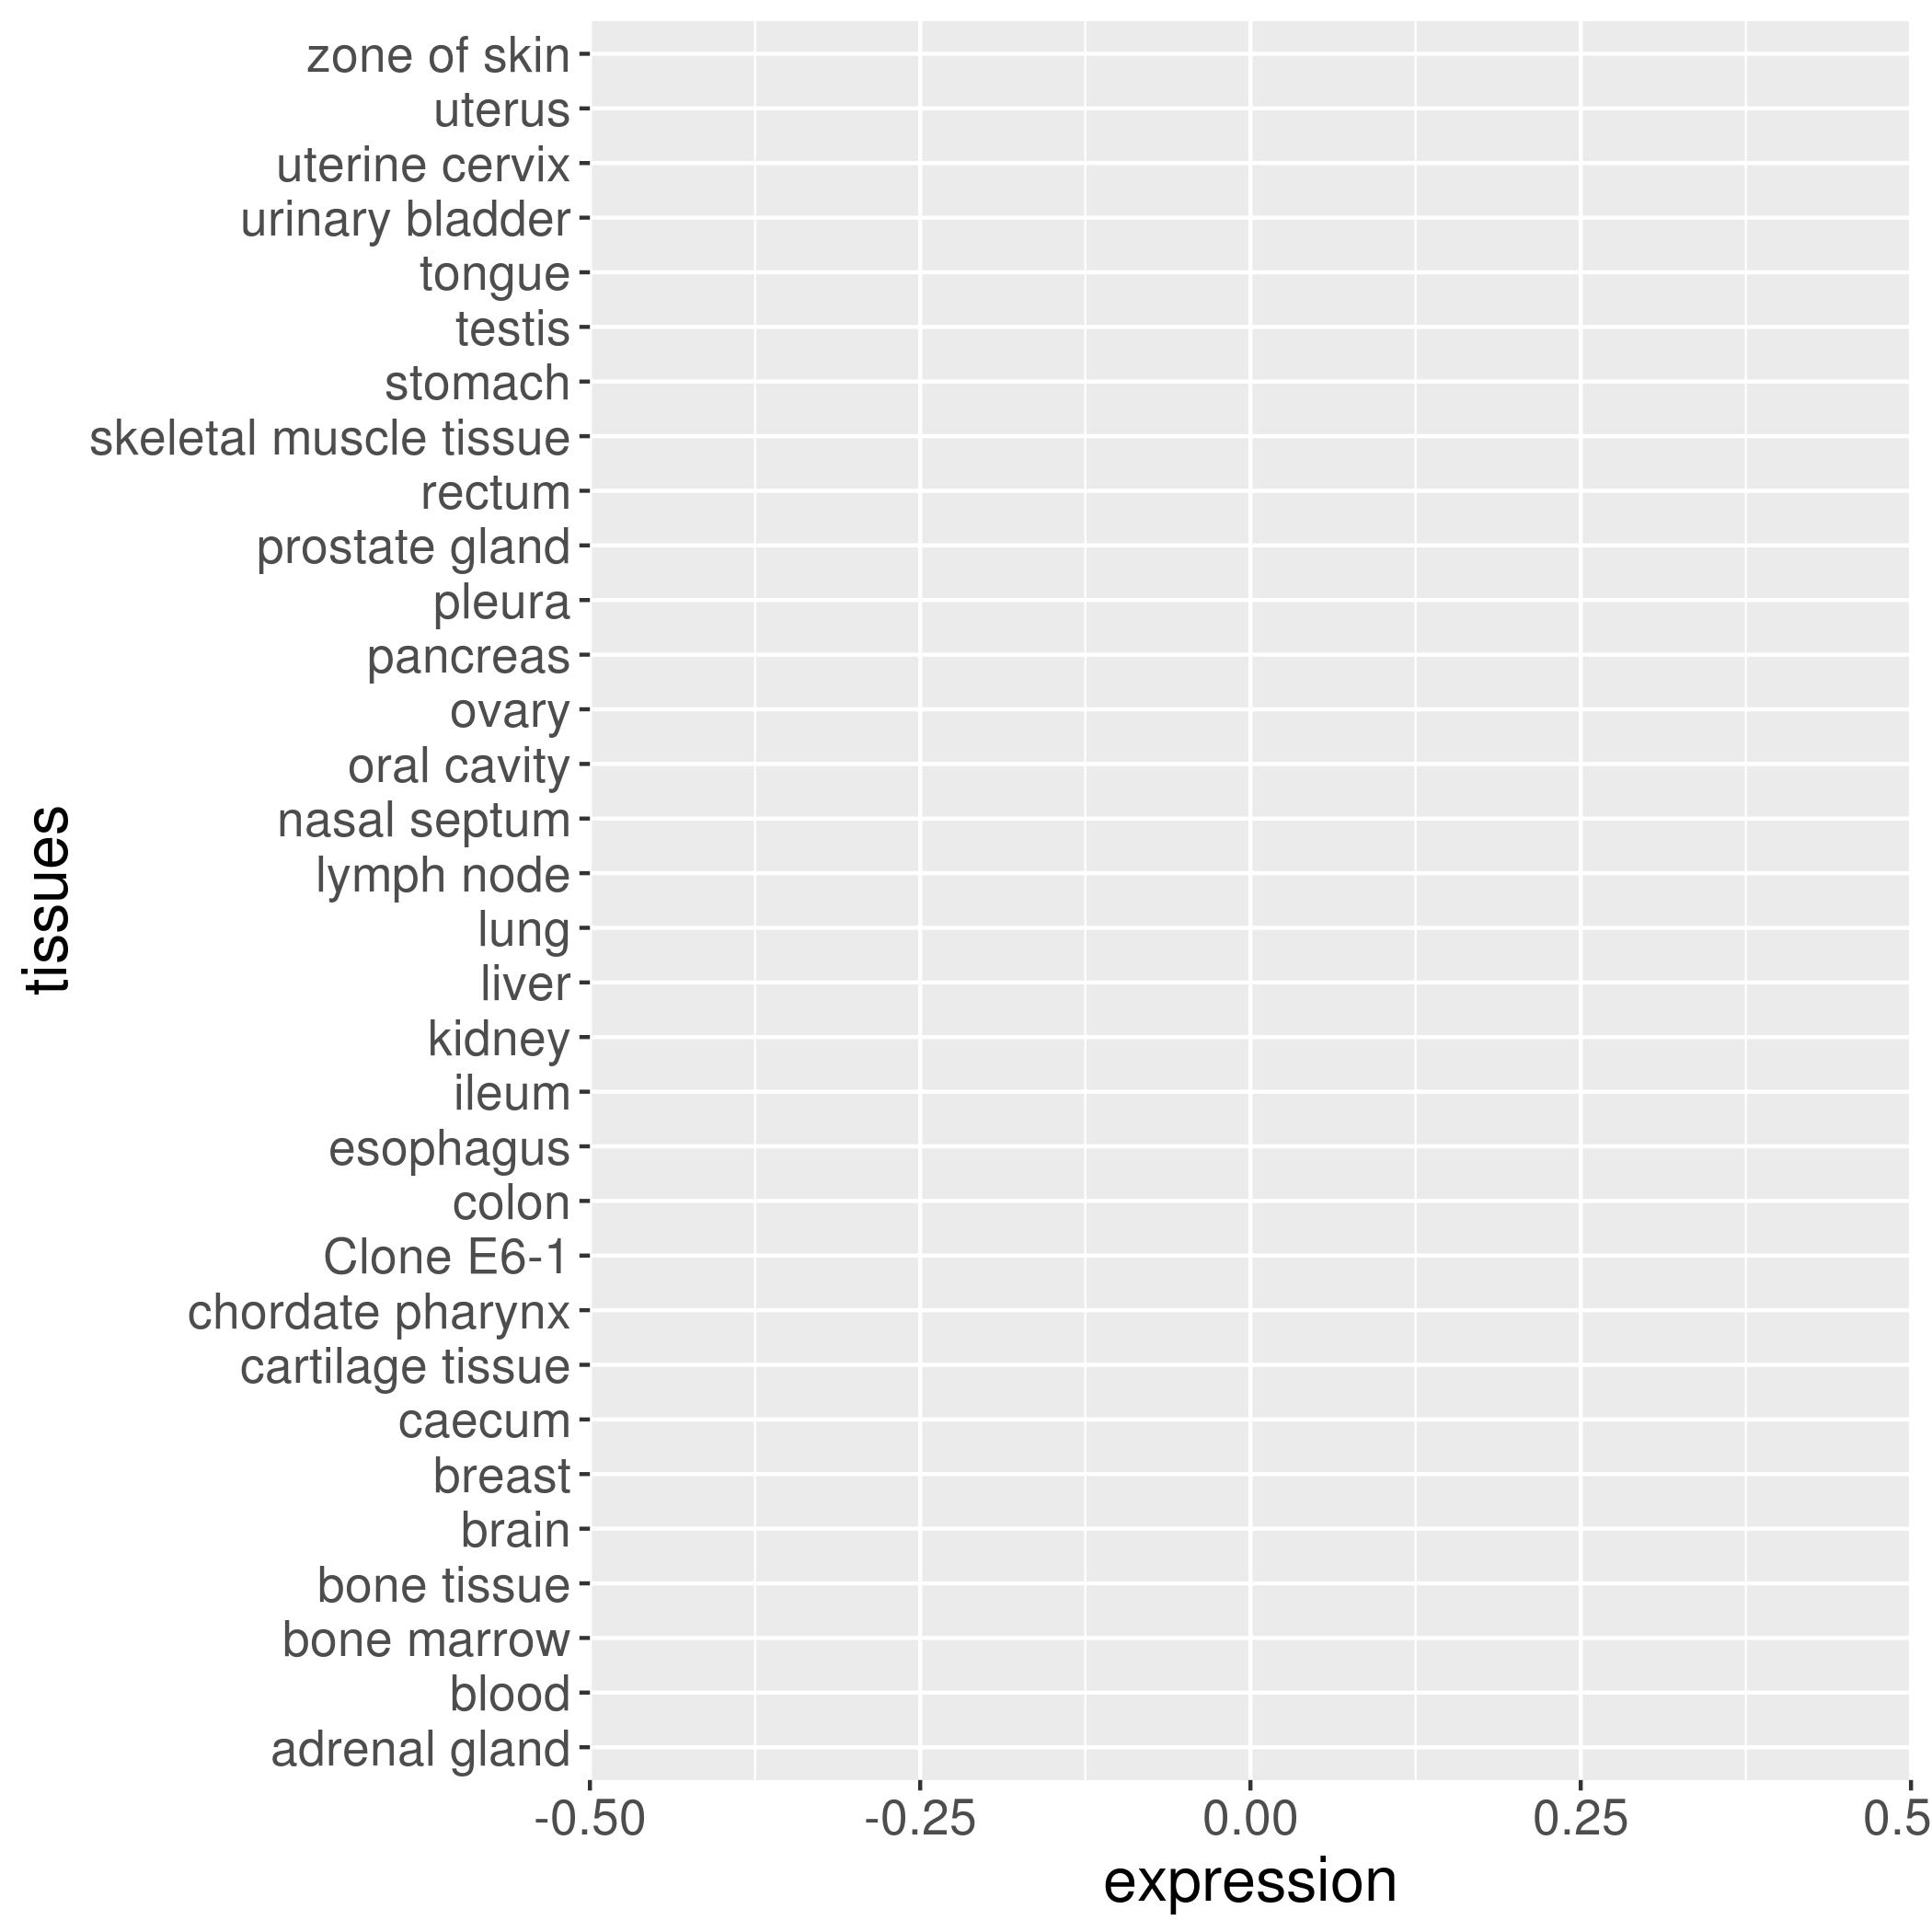 zone of skin
uterus
uterine cervix
urinary bladder
tongue
testis
stomach
skeletal muscle tissue
rectum
prostate gland
pleura
pancreas
ovary
oral cavity
nasal septum
lymph node
lung
liver
kidney
ileum
esophagus
colon
Clone E6-1
chordate pharynx
cartilage tissue
caecum
breast
brain
bone tissue
bone marrow
blood
adrenal gland
tissues
-0.50 -0.25 0.00 0.25 0.5
expression